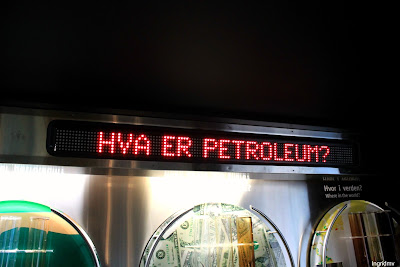 HVA ER PETROLEUM?
Hvor i verden?
Where in the world?
Ingridmv